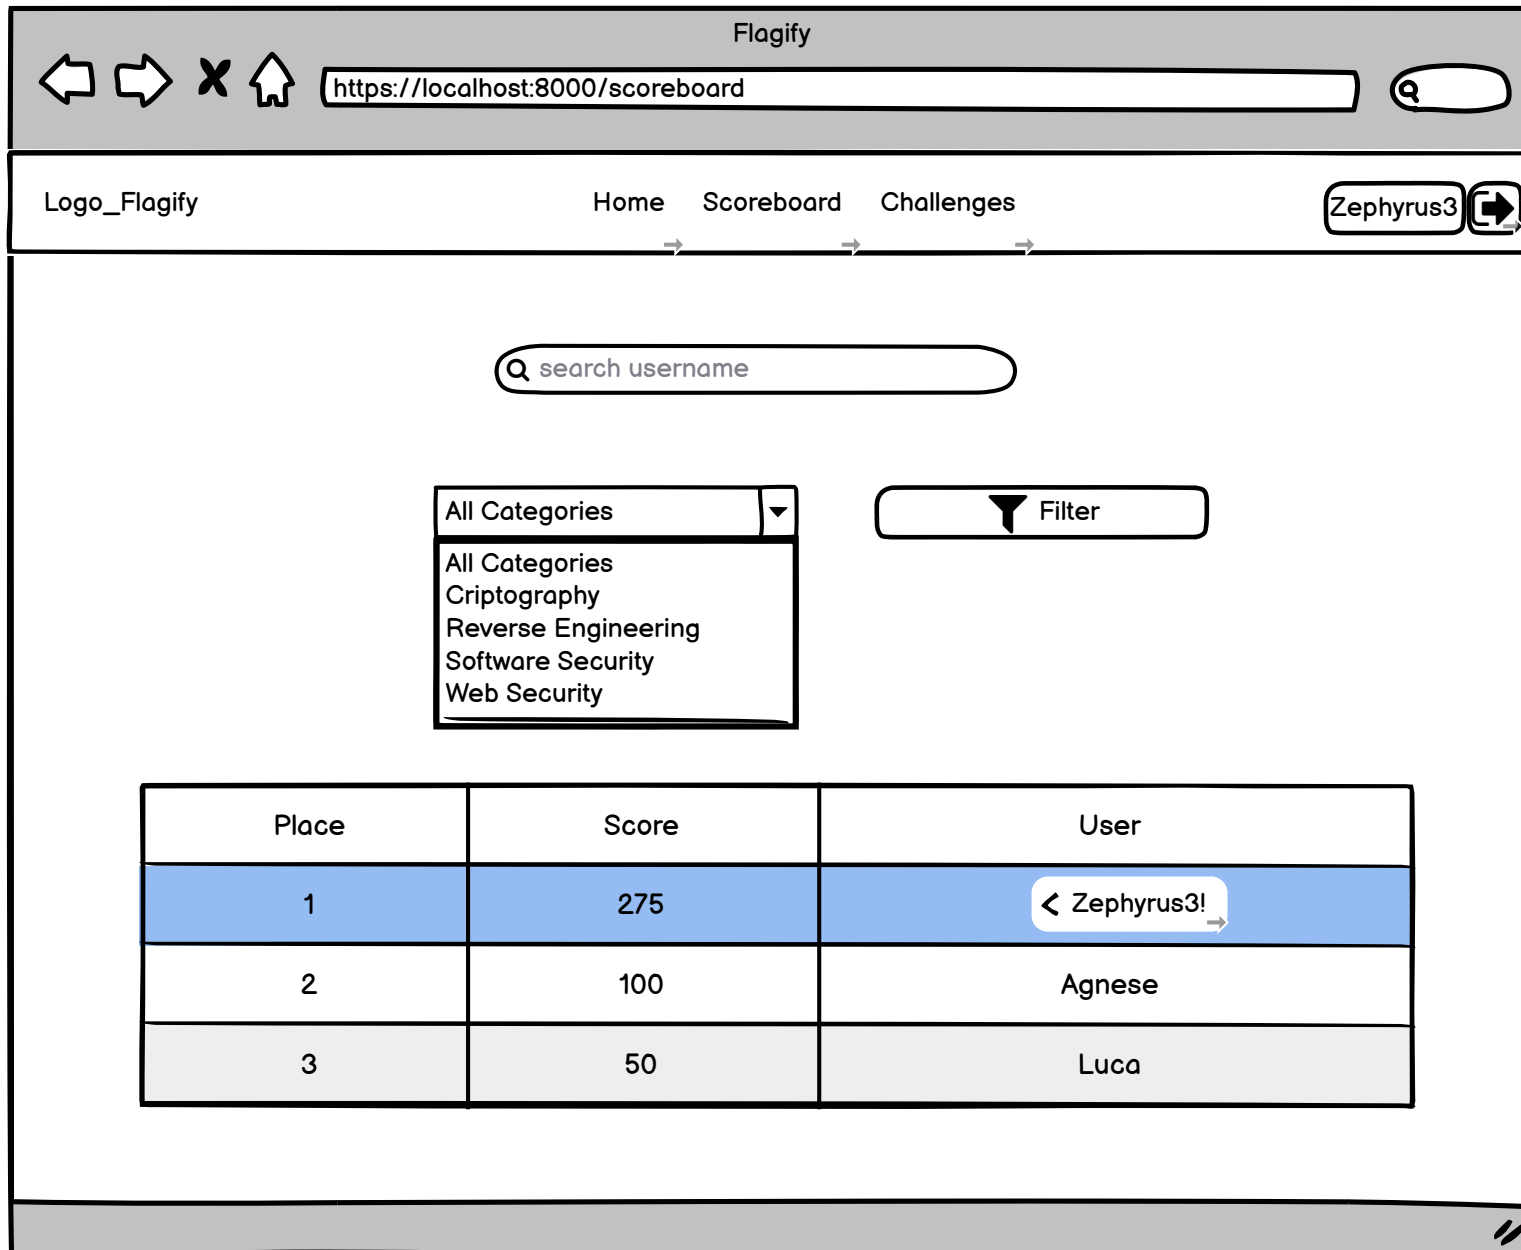 Flagify
https://localhost:8000/scoreboard
Logo_Flagify Home Scoreboard Challenges Zephyrus3
search username
All Categories Filter
All Categories
Criptography
Reverse Engineering
Software Security
Web Security
Place Score User
1 275 < Zephyrus3!
2 100 Agnese
3 50 Luca